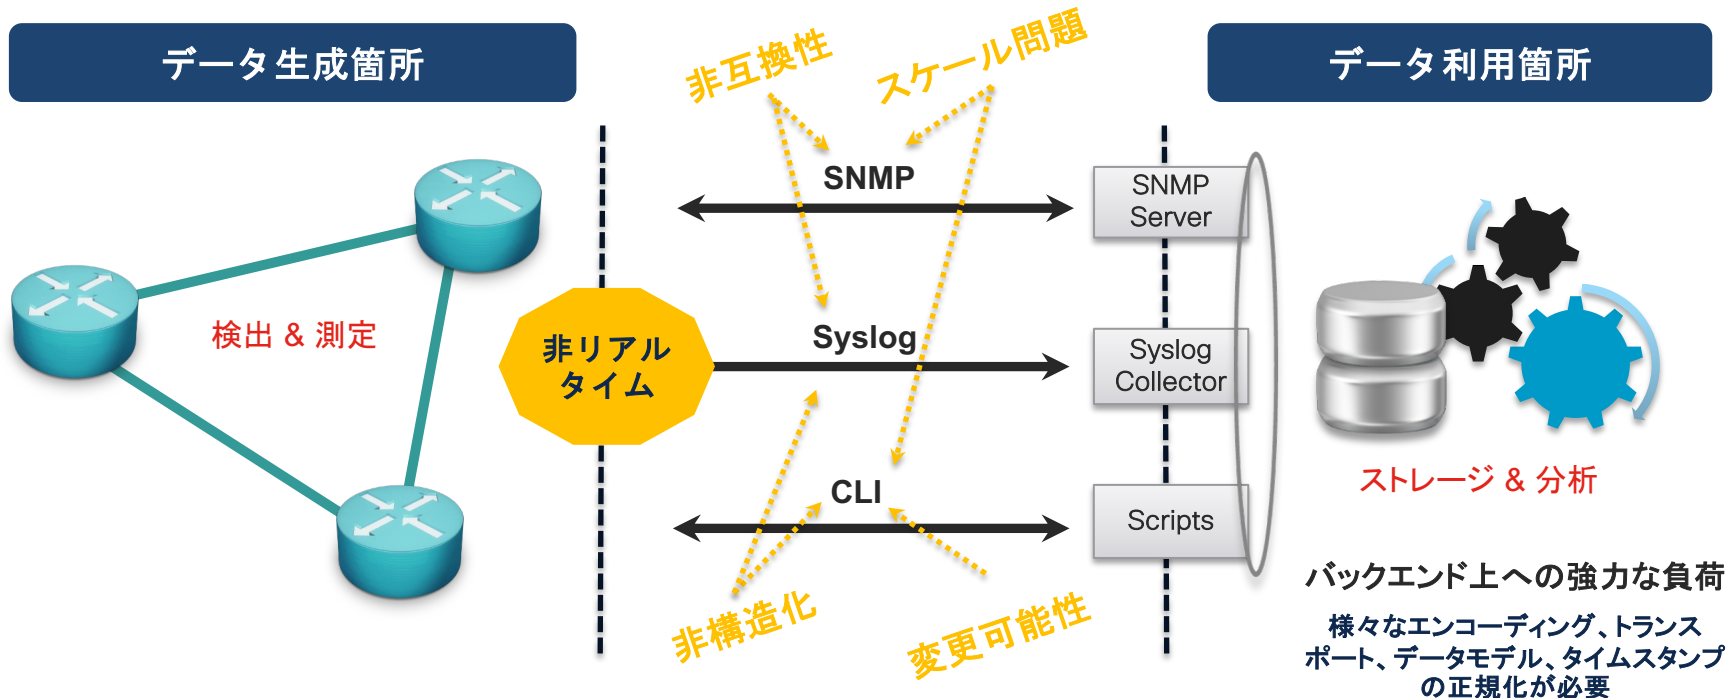 データ生成箇所
非互換性
スケール問題
データ利用箇所
SNMP
SNMP
Server
検出 & 測定
非リアル
タイム
Syslog
Syslog
Collector
CLI
Scripts
ストレージ & 分析
非構造化
変更可能性
バックエンド上への強力な負荷
様々なエンコーディング、トランス
ポート、データモデル、タイムスタンプ
の正規化が必要